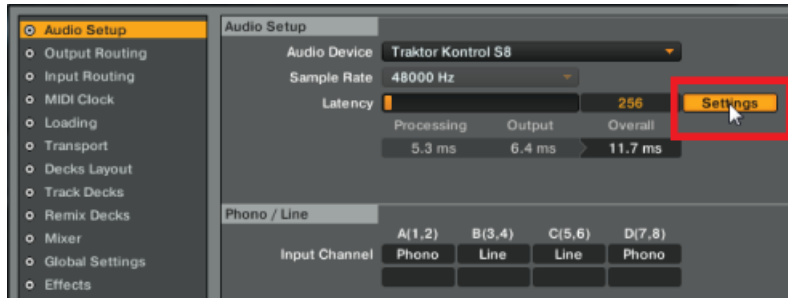 Audio Setup
Output Routing
Input Routing
MIDI Clock
Loading
Transport
Decks Layout
Track Decks
Remix Decks
Mixer
Global Settings
Effects
Audio Setup
Audio Device Traktor Kontrol S8
Sample Rate 48000 Hz
Latency 256 Settings
Processing Output Overall
5.3 ms 6.4 ms 11.7 ms
Phono / Line
A(1,2) B(3,4) C(5,6) D(7,8)
Input Channel Phono Line Line Phono